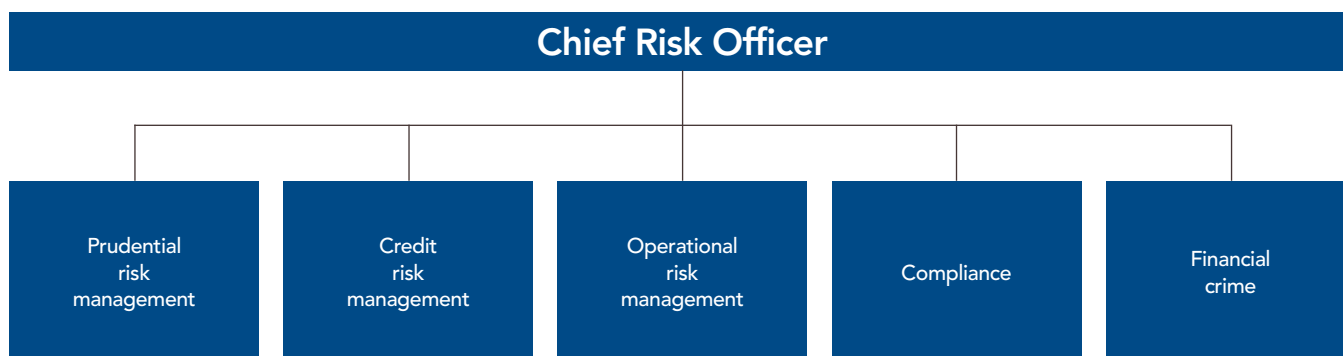 Chief Risk Officer
Prudential
risk
management
Credit
risk
management
Operational
risk
management
Compliance
Financial
crime